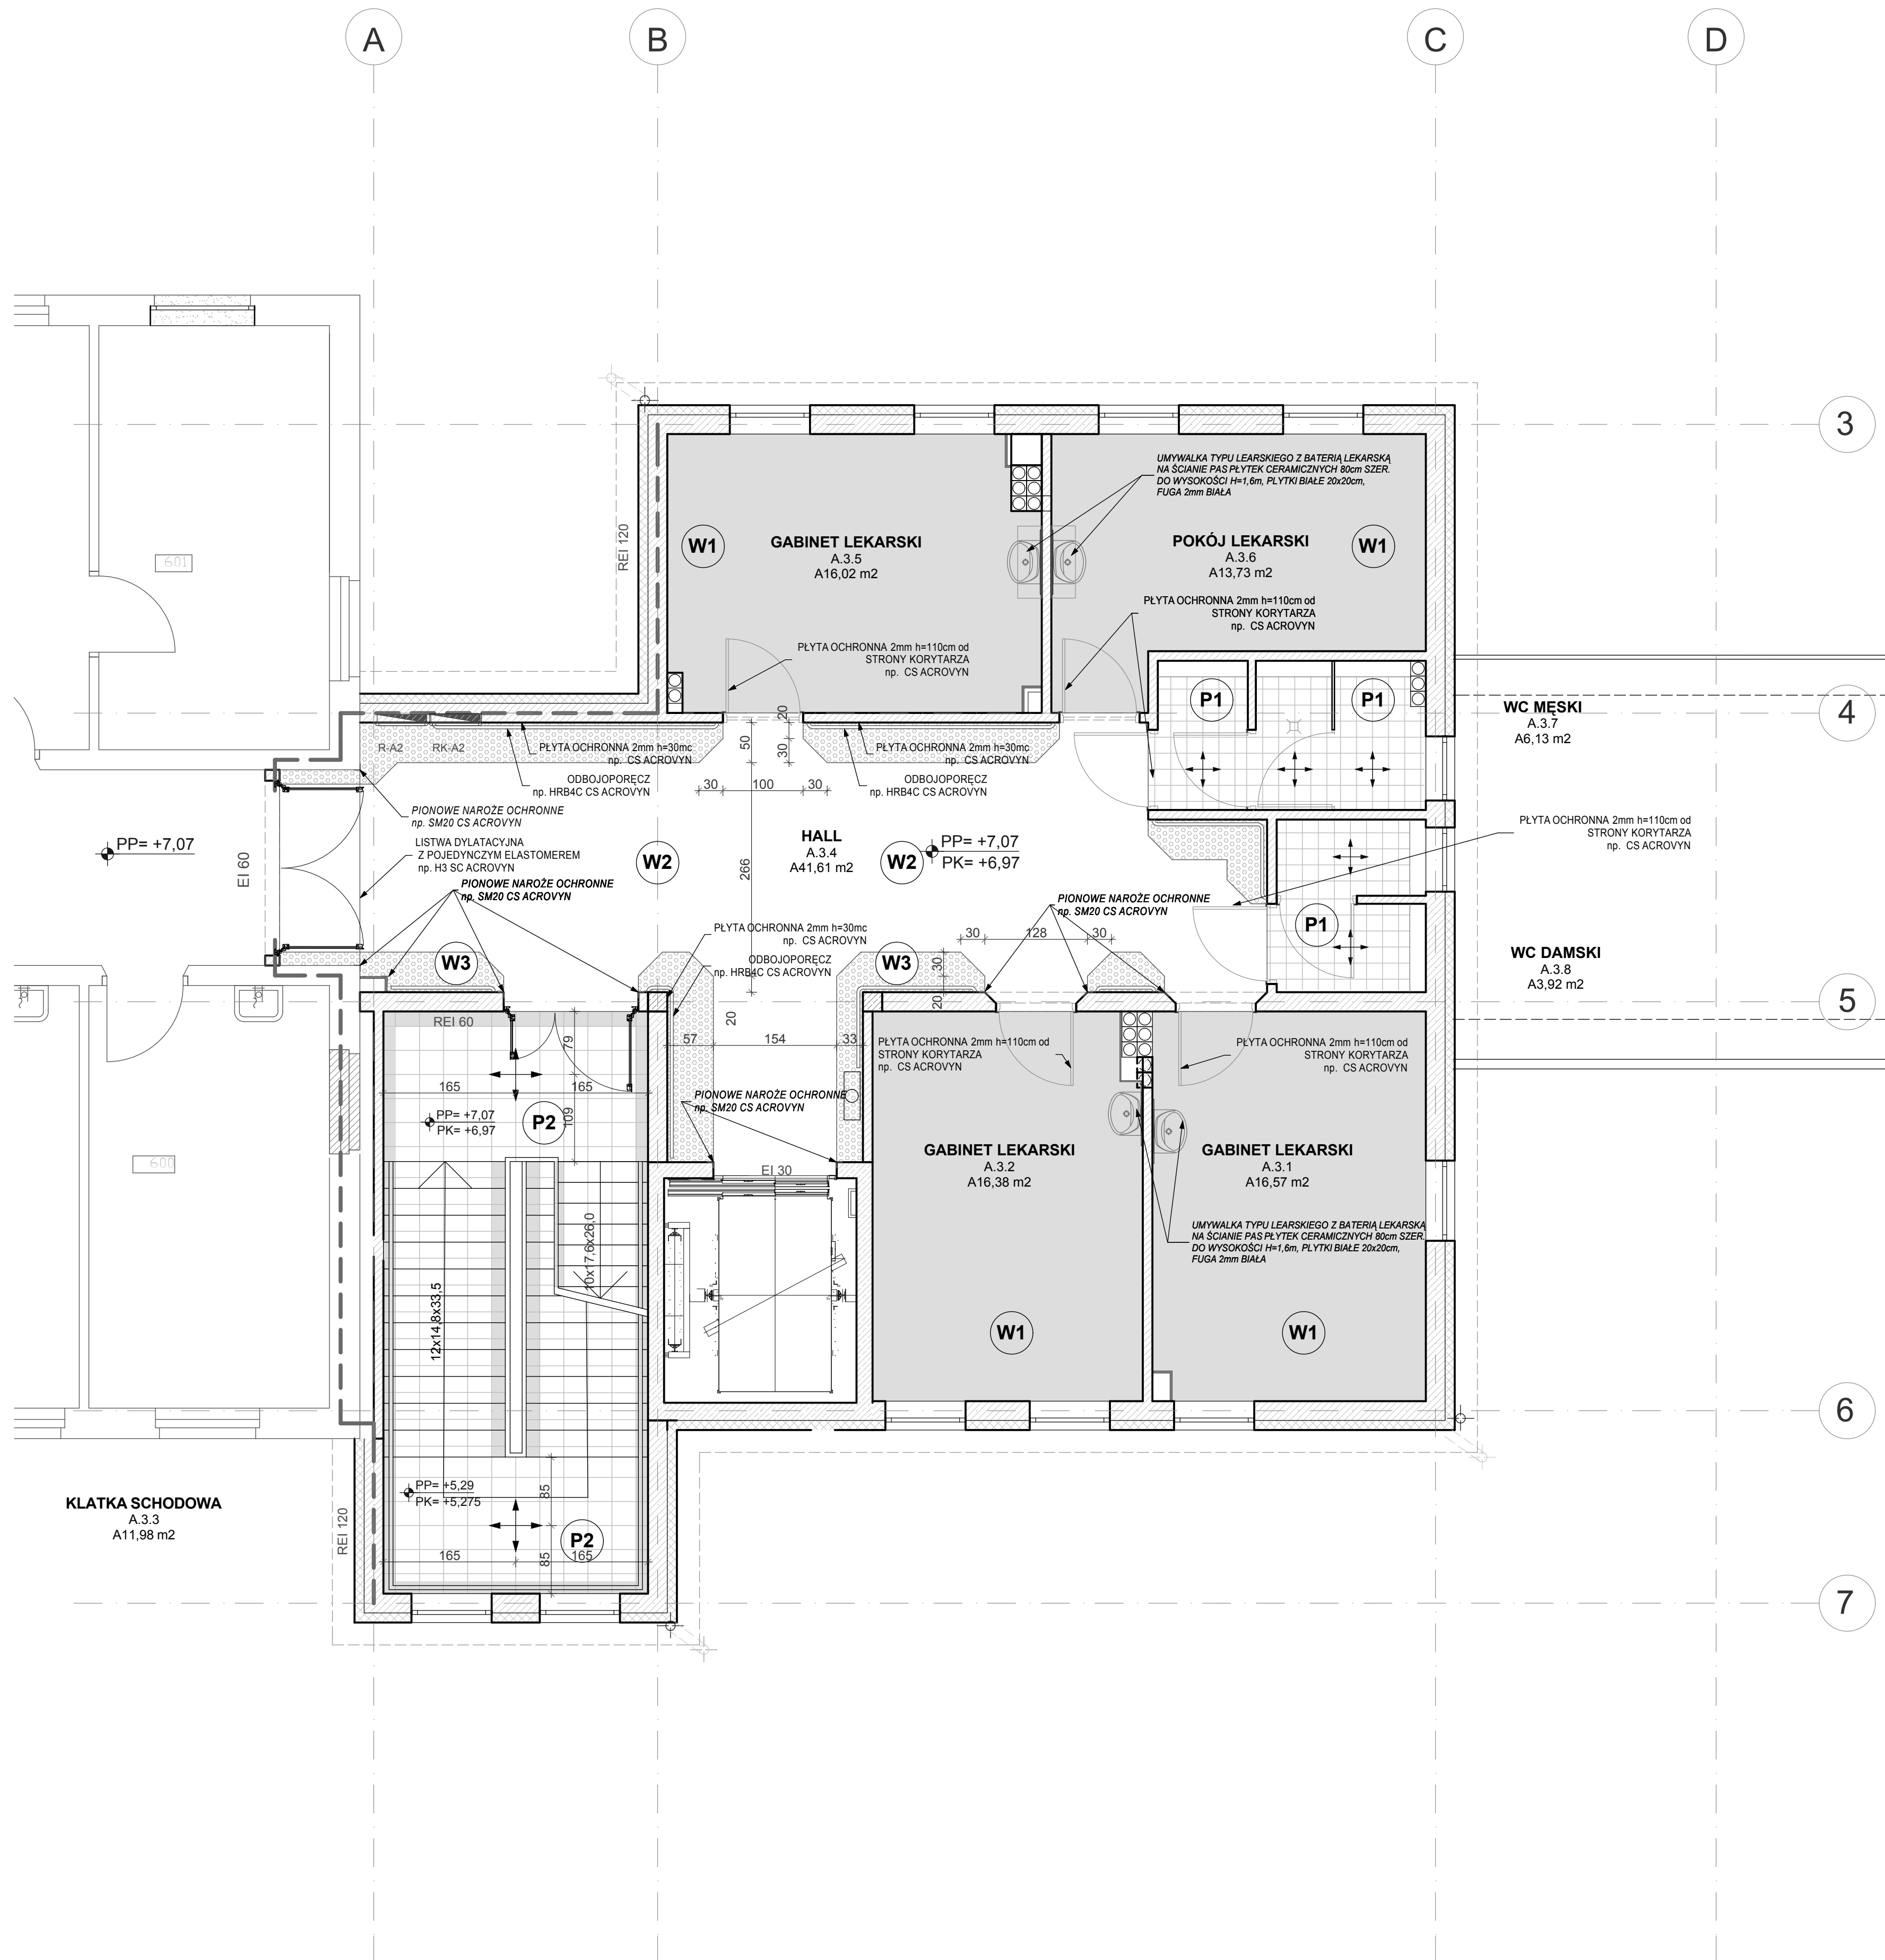 A
B
C
D
3
4
5
6
7
601
600
REI 120
W1
GABINET LEKARSKI
A.3.5
A16,02 m2
UMYWALKA TYPU LEARSKIEGO Z BATERIĄ LEKARSKĄ
NA ŚCIANIE PAS PŁYTEK CERAMICZNYCH 80cm SZER.
DO WYSOKOŚCI H=1,6m, PLYTKI BIAŁE 20x20cm,
FUGA 2mm BIAŁA
POKÓJ LEKARSKI
A.3.6
A13,73 m2
W1
PŁYTA OCHRONNA 2mm h=110cm od
STRONY KORYTARZA
np. CS ACROVYN
PŁYTA OCHRONNA 2mm h=110cm od
STRONY KORYTARZA
np. CS ACROVYN
P1
P1
WC MĘSKI
A.3.7
A6,13 m2
R-A2
RK-A2
PŁYTA OCHRONNA 2mm h=30mc
np. CS ACROVYN
ODBOJOPORĘCZ
np. HRB4C CS ACROVYN
50
20
30
PŁYTA OCHRONNA 2mm h=30mc
np. CS ACROVYN
ODBOJOPORĘCZ
np. HRB4C CS ACROVYN
30
100
30
PIONOWE NAROŻE OCHRONNE
np. SM20 CS ACROVYN
LISTWA DYLATACYJNA
Z POJEDYNCZYM ELASTOMEREM
np. H3 SC ACROVYN
PP= +7,07
EI 60
W2
266
HALL
A.3.4
A41,61 m2
W2
PP= +7,07
PK= +6,97
PŁYTA OCHRONNA 2mm h=110cm od
STRONY KORYTARZA
np. CS ACROVYN
PIONOWE NAROŻE OCHRONNE
np. SM20 CS ACROVYN
PIONOWE NAROŻE OCHRONNE
np. SM20 CS ACROVYN
P1
PŁYTA OCHRONNA 2mm h=30mc
np. CS ACROVYN
ODBOJOPORĘCZ
np. HRB4C CS ACROVYN
30
128
30
W3
W3
30
20
WC DAMSKI
A.3.8
A3,92 m2
REI 60
79
20
57
154
33
PŁYTA OCHRONNA 2mm h=110cm od
STRONY KORYTARZA
np. CS ACROVYN
PŁYTA OCHRONNA 2mm h=110cm od
STRONY KORYTARZA
np. CS ACROVYN
165
165
PP= +7,07
PK= +6,97
P2
109
PIONOWE NAROŻE OCHRONNE
np. SM20 CS ACROVYN
EI 30
GABINET LEKARSKI
A.3.2
A16,38 m2
GABINET LEKARSKI
A.3.1
A16,57 m2
UMYWALKA TYPU LEARSKIEGO Z BATERIĄ LEKARSKĄ
NA ŚCIANIE PAS PŁYTEK CERAMICZNYCH 80cm SZER.
DO WYSOKOŚCI H=1,6m, PLYTKI BIAŁE 20x20cm,
FUGA 2mm BIAŁA
12x14,8x33,5
10x17,6x26,0
W1
W1
KLATKA SCHODOWA
A.3.3
A11,98 m2
REI 120
PP= +5,29
PK= +5,275
85
P2
165
85
165